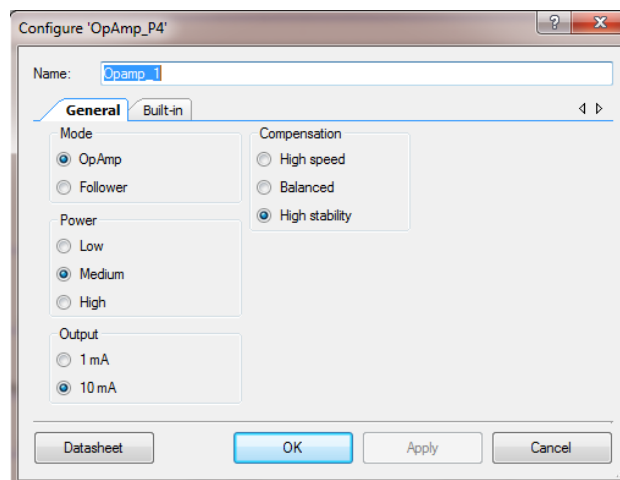 Configure 'OpAmp_P4'
Name: Opamp_1
General Built-in
Mode
OpAmp
Follower
Power
Low
Medium
High
Output
1 mA
10 mA
Compensation
High speed
Balanced
High stability
Datasheet OK Apply Cancel